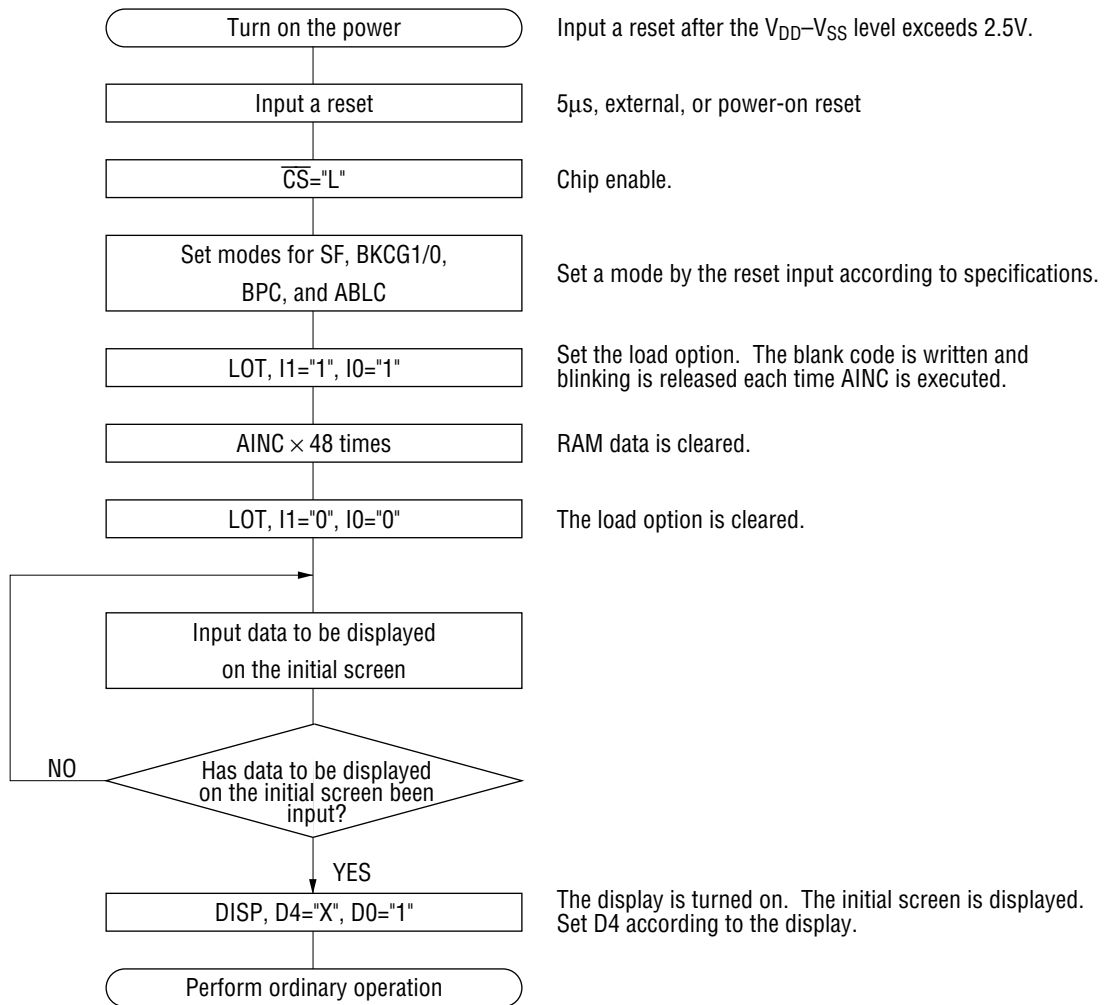 Turn on the power
Input a reset after the VDD–VSS level exceeds 2.5V.
Input a reset
5μs, external, or power-on reset
C̅S̅="L"
Chip enable.
Set modes for SF, BKCG1/0,
BPC, and ABLC
Set a mode by the reset input according to specifications.
LOT, I1="1", I0="1"
Set the load option.  The blank code is written and
blinking is released each time AINC is executed.
AINC × 48 times
RAM data is cleared.
LOT, I1="0", I0="0"
The load option is cleared.
Input data to be displayed
on the initial screen
NO
Has data to be displayed
on the initial screen been
input?
YES
DISP, D4="X", D0="1"
The display is turned on.  The initial screen is displayed.
Set D4 according to the display.
Perform ordinary operation